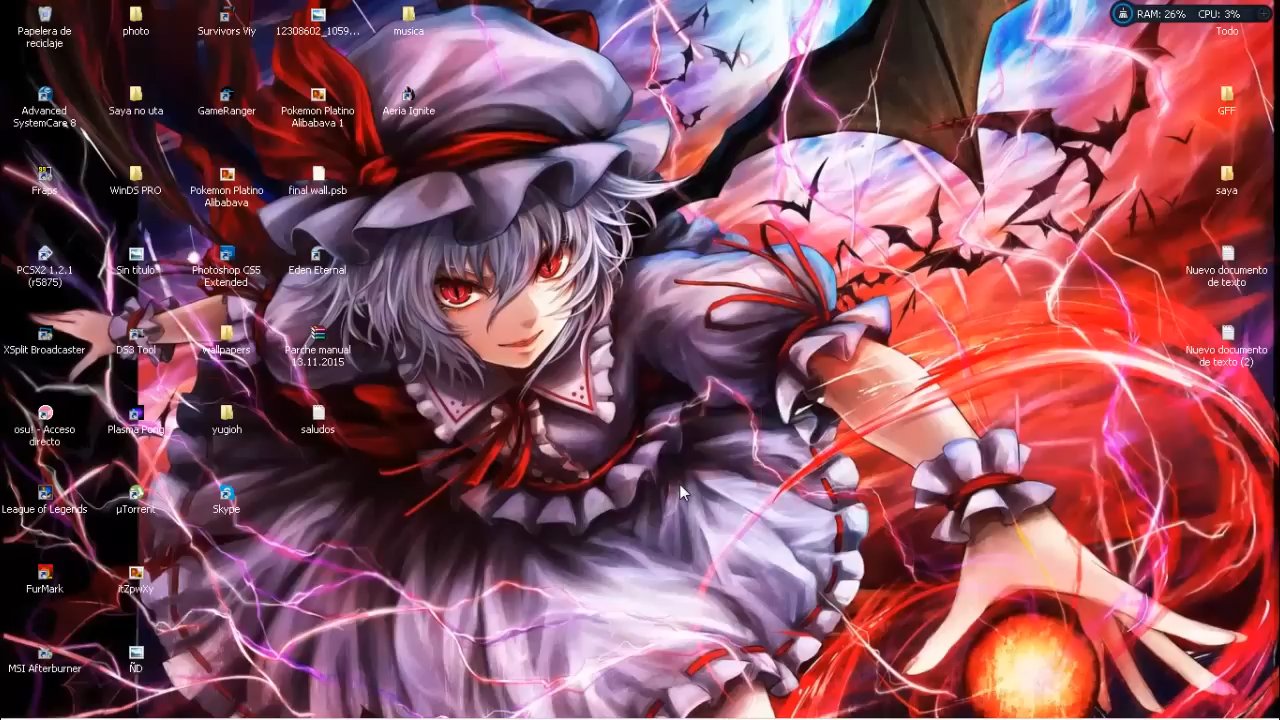 Papelera de
reciclaje
photo
Survivors Viy
12308602_1059...
musica
RAM: 26%
CPU: 3%
Todo
Advanced
SystemCare 8
Saya no uta
GameRanger
Pokemon Platino
Alibabava 1
Aeria Ignite
GFF
Fraps
WinDS PRO
Pokemon Platino
Alibabava
final wall.psb
saya
PCSX2 1.2.1
(r5875)
Sin título
Photoshop CS5
Extended
Eden Eternal
Nuevo documento
de texto
XSplit Broadcaster
DS3 Tool
wallpapers
Parche manual
13.11.2015
Nuevo documento
de texto (2)
osu! - Acceso
directo
Plasma Pong
yugioh
saludos
League of Legends
µTorrent
Skype
FurMark
itZpwXy
MSI Afterburner
ÑD